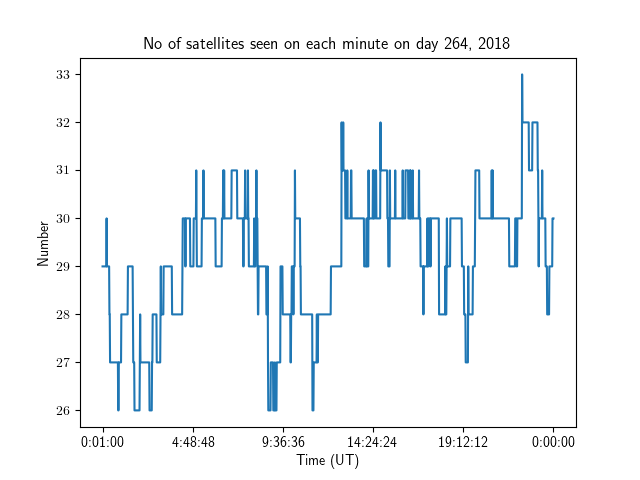 No of satellites seen on each minute on day 264, 2018
33
32
31
30
29
28
27
26
Number
0:01:00 4:48:48 9:36:36 14:24:24 19:12:12 0:00:00
Time (UT)